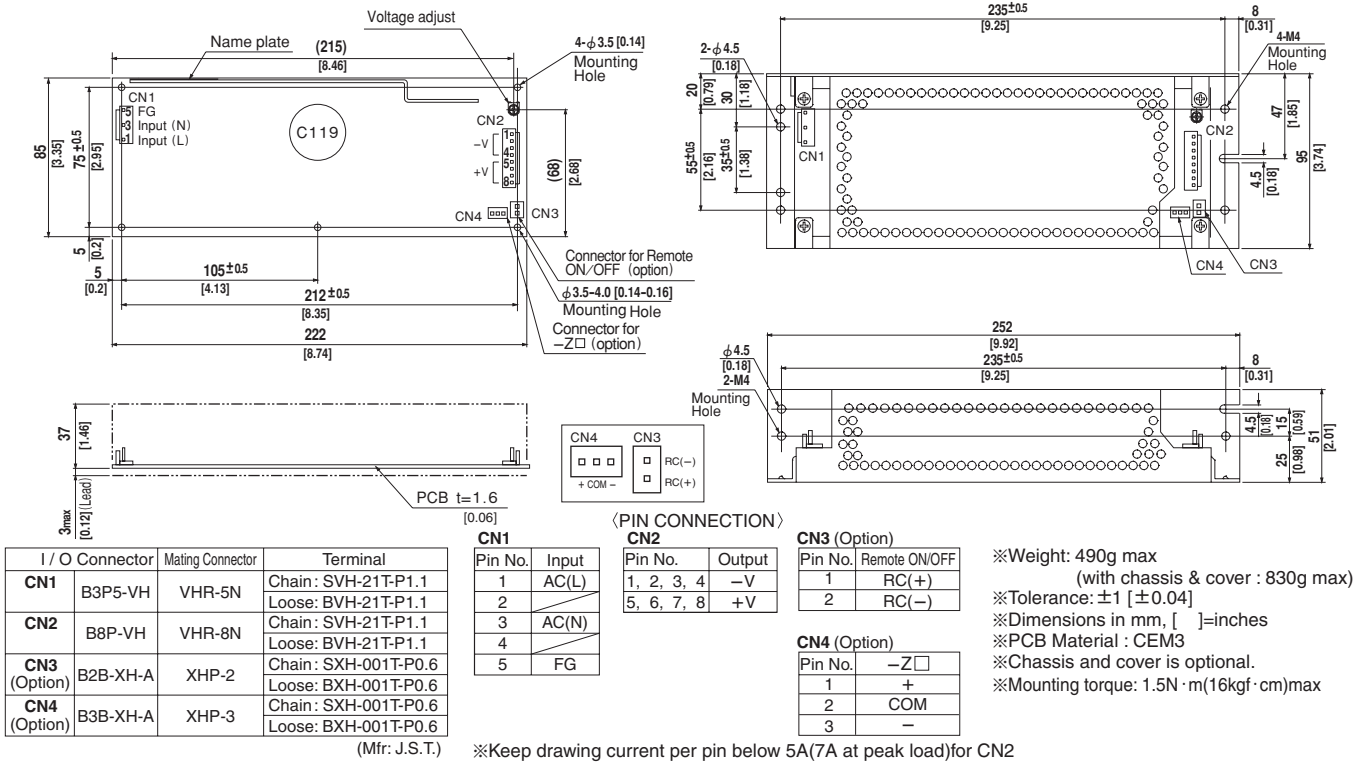 Voltage adjust
Name plate
(215)
[8.46]
4-φ3.5 [0.14]
Mounting
Hole
CN1
5 FG
3 Input (N)
1 Input (L)
C119
CN2
1
−V
4
5
+V
8
CN4
CN3
85
[3.35]
75±0.5
[2.95]
(68)
[2.68]
5
[0.2]
5
[0.2]
105±0.5
[4.13]
212±0.5
[8.35]
222
[8.74]
Connector for Remote
ON/OFF (option)
φ3.5-4.0 [0.14-0.16]
Mounting Hole
Connector for
−Z□ (option)
235±0.5
[9.25]
8
[0.31]
2-φ4.5
[0.18]
4-M4
Mounting
Hole
20
[0.79]
30
[1.18]
55±0.5
[2.16]
35±0.5
[1.38]
CN1
CN2
47
[1.85]
4.5
[0.18]
95
[3.74]
CN4
CN3
252
[9.92]
235±0.5
[9.25]
8
[0.31]
φ4.5
[0.18]
2-M4
Mounting
Hole
4.5
[0.18]
15
[0.59]
25
[0.98]
51
[2.01]
37
[1.46]
3max
[0.12](Lead)
PCB t=1.6
[0.06]
CN4
+ COM −
CN3
RC(−)
RC(+)
〈PIN CONNECTION〉
I / O Connector Mating Connector Terminal
CN1 B3P5-VH VHR-5N Chain : SVH-21T-P1.1
Loose: BVH-21T-P1.1
CN2 B8P-VH VHR-8N Chain : SVH-21T-P1.1
Loose: BVH-21T-P1.1
CN3 (Option) B2B-XH-A XHP-2 Chain : SXH-001T-P0.6
Loose: BXH-001T-P0.6
CN4 (Option) B3B-XH-A XHP-3 Chain : SXH-001T-P0.6
Loose: BXH-001T-P0.6
(Mfr: J.S.T.)
CN1
Pin No. Input
1 AC(L)
2
3 AC(N)
4
5 FG
CN2
Pin No. Output
1, 2, 3, 4 −V
5, 6, 7, 8 +V
CN3 (Option)
Pin No. Remote ON/OFF
1 RC(+)
2 RC(−)
CN4 (Option)
Pin No. −Z□
1 +
2 COM
3 −
※Weight: 490g max
(with chassis & cover : 830g max)
※Tolerance: ±1 [±0.04]
※Dimensions in mm, [ ]=inches
※PCB Material : CEM3
※Chassis and cover is optional.
※Mounting torque: 1.5N·m(16kgf·cm)max
※Keep drawing current per pin below 5A(7A at peak load)for CN2